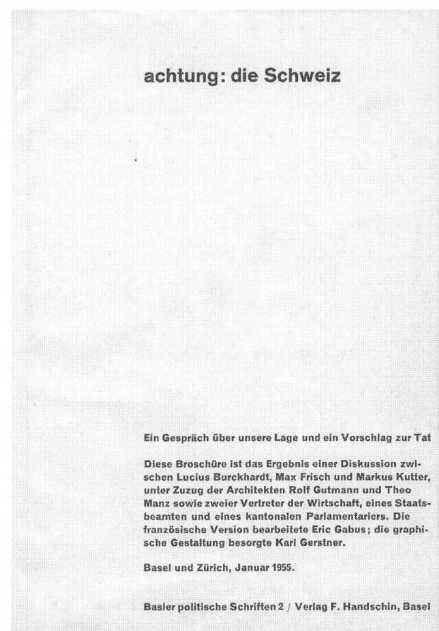 achtung: die Schweiz
Ein Gespräch über unsere Lage und ein Vorschlag zur Tat
Diese Broschüre ist das Ergebnis einer Diskussion zwi-
schen Lucius Burckhardt, Max Frisch und Markus Kutter,
unter Zuzug der Architekten Rolf Gutmann und Theo
Manz sowie zweier Vertreter der Wirtschaft, eines Staats-
beamten und eines kantonalen Parlamentariers. Die
französische Version bearbeitete Eric Gabus; die graphi-
sche Gestaltung besorgte Karl Gerstner.
Basel und Zürich, Januar 1955.
Basler politische Schriften 2 / Verlag F. Handschin, Basel